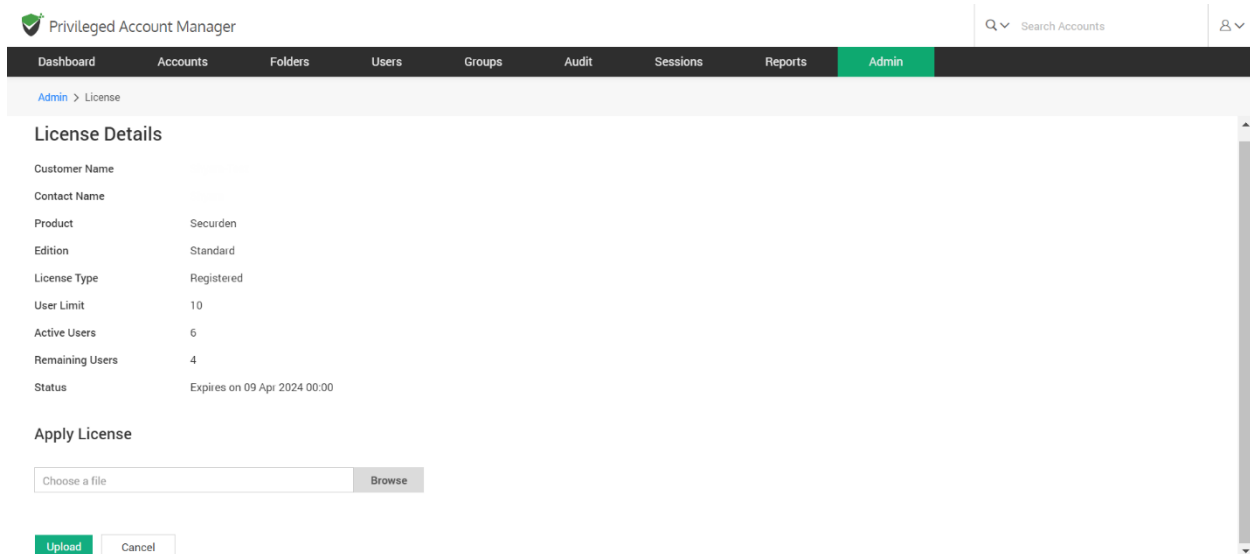 Privileged Account Manager
Search Accounts
Dashboard Accounts Folders Users Groups Audit Sessions Reports Admin
Admin > License
License Details
Customer Name
Contact Name
Product Securden
Edition Standard
License Type Registered
User Limit 10
Active Users 6
Remaining Users 4
Status Expires on 09 Apr 2024 00:00
Apply License
Choose a file Browse
Upload Cancel